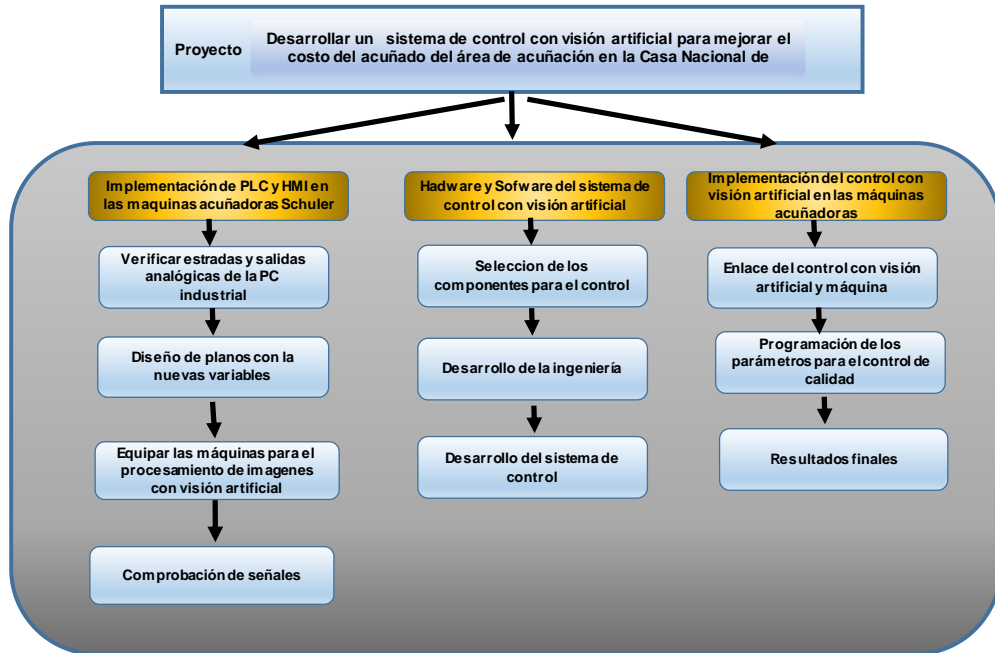 Proyecto
Desarrollar un sistema de control con visión artificial para mejorar el
costo del acuñado del área de acuñación en la Casa Nacional de
Implementación de PLC y HMI en
las maquinas acuñadoras Schuler
Verificar estradas y salidas
analógicas de la PC
industrial
Diseño de planos con la
nuevas variables
Equipar las máquinas para el
procesamiento de imagenes
con visión artificial
Comprobación de señales
Hadware y Sofware del sistema de
control con visión artificial
Seleccion de los
componentes para el control
Desarrollo de la ingeniería
Desarrollo del sistema de
control
Implementación del control con
visión artificial en las máquinas
acuñadoras
Enlace del control con visión
artificial y máquina
Programación de los
parámetros para el control de
calidad
Resultados finales